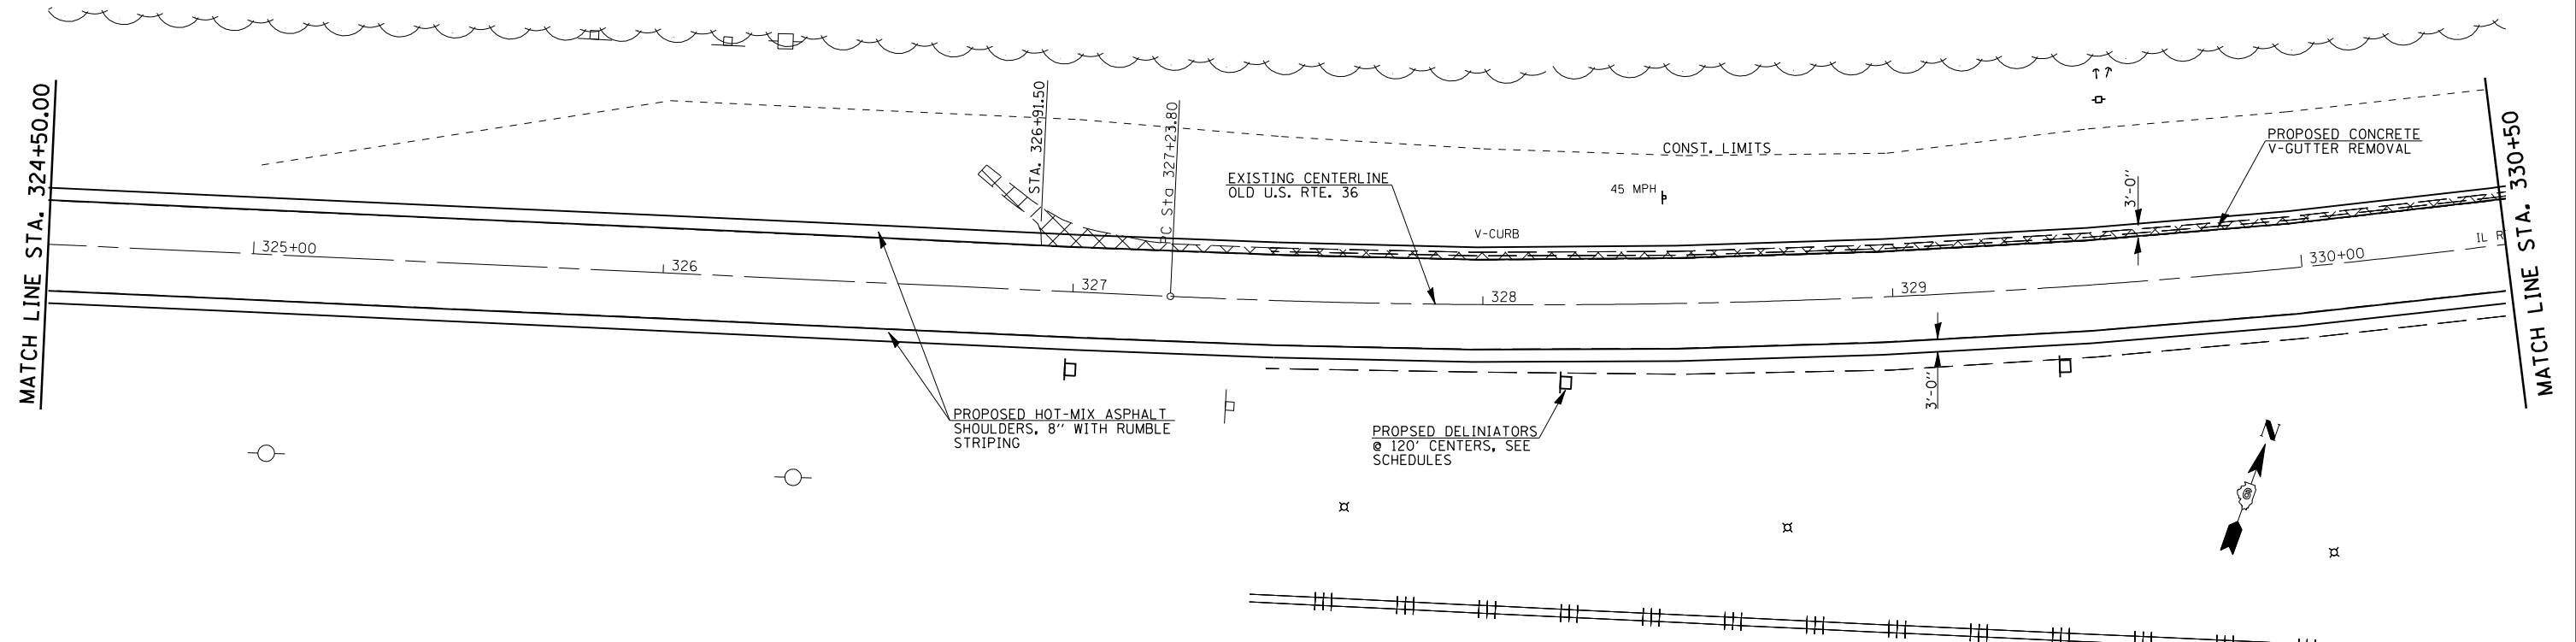 MATCH LINE STA. 324+50.00
STA. 326+91.50
PC Sta 327+23.80
CONST. LIMITS
PROPOSED CONCRETE
V-GUTTER REMOVAL
MATCH LINE STA. 330+50
EXISTING CENTERLINE
OLD U.S. RTE. 36
45 MPH
3'-0"
V-CURB
IL R
325+00
326
327
328
329
330+00
3'-0"
PROPOSED HOT-MIX ASPHALT
SHOULDERS, 8" WITH RUMBLE
STRIPING
PROPSED DELINIATORS
@ 120' CENTERS, SEE
SCHEDULES
N
6